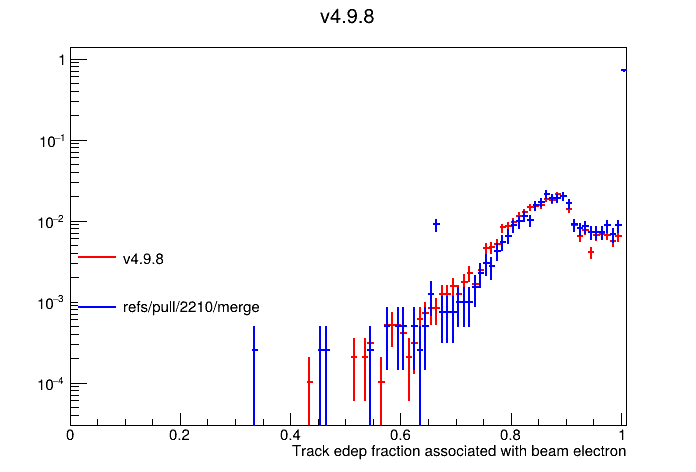 v4.9.8
1
10⁻¹
10⁻²
v4.9.8
refs/pull/2210/merge
10⁻³
10⁻⁴
0 0.2 0.4 0.6 0.8 1
Track edep fraction associated with beam electron